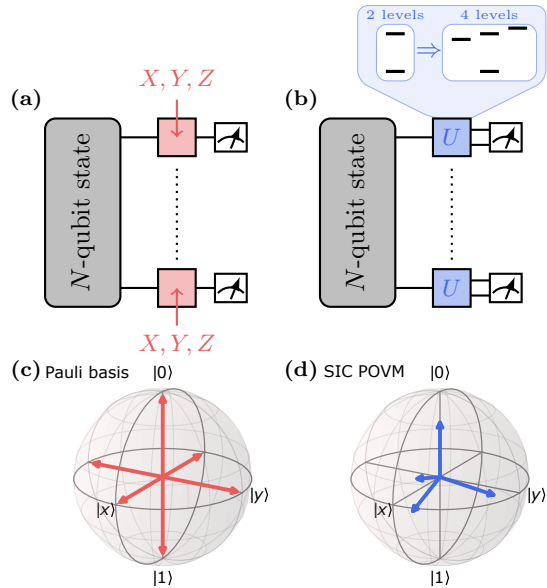 2 levels 4 levels
⇒
(a) X, Y, Z (b)
N-qubit state U
N-qubit state U
X, Y, Z
(c) Pauli basis |0⟩ (d) SIC POVM |0⟩
|x⟩ |y⟩ |x⟩ |y⟩
|1⟩ |1⟩